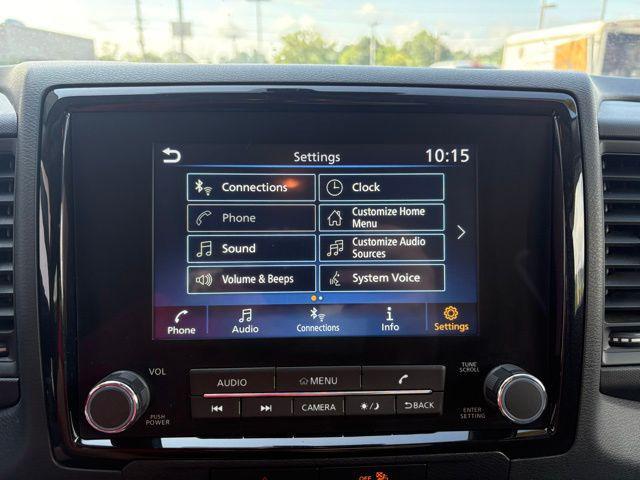 Settings 10:15
Connections
Clock
Phone
Customize Home
Menu
Sound
Customize Audio
Sources
Volume & Beeps
System Voice
Phone Audio Connections Info Settings
VOL
PUSH
POWER
AUDIO MENU
CAMERA BACK
TUNE
SCROLL
ENTER
SETTING
OFF